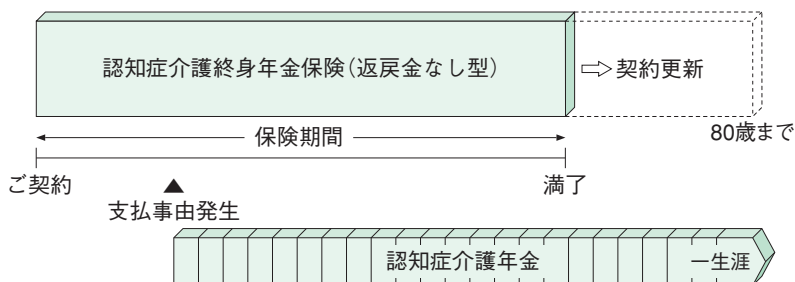 認知症介護終身年金保険(返戻金なし型)
契約更新
保険期間
80歳まで
ご契約
満了
支払事由発生
認知症介護年金
一生涯